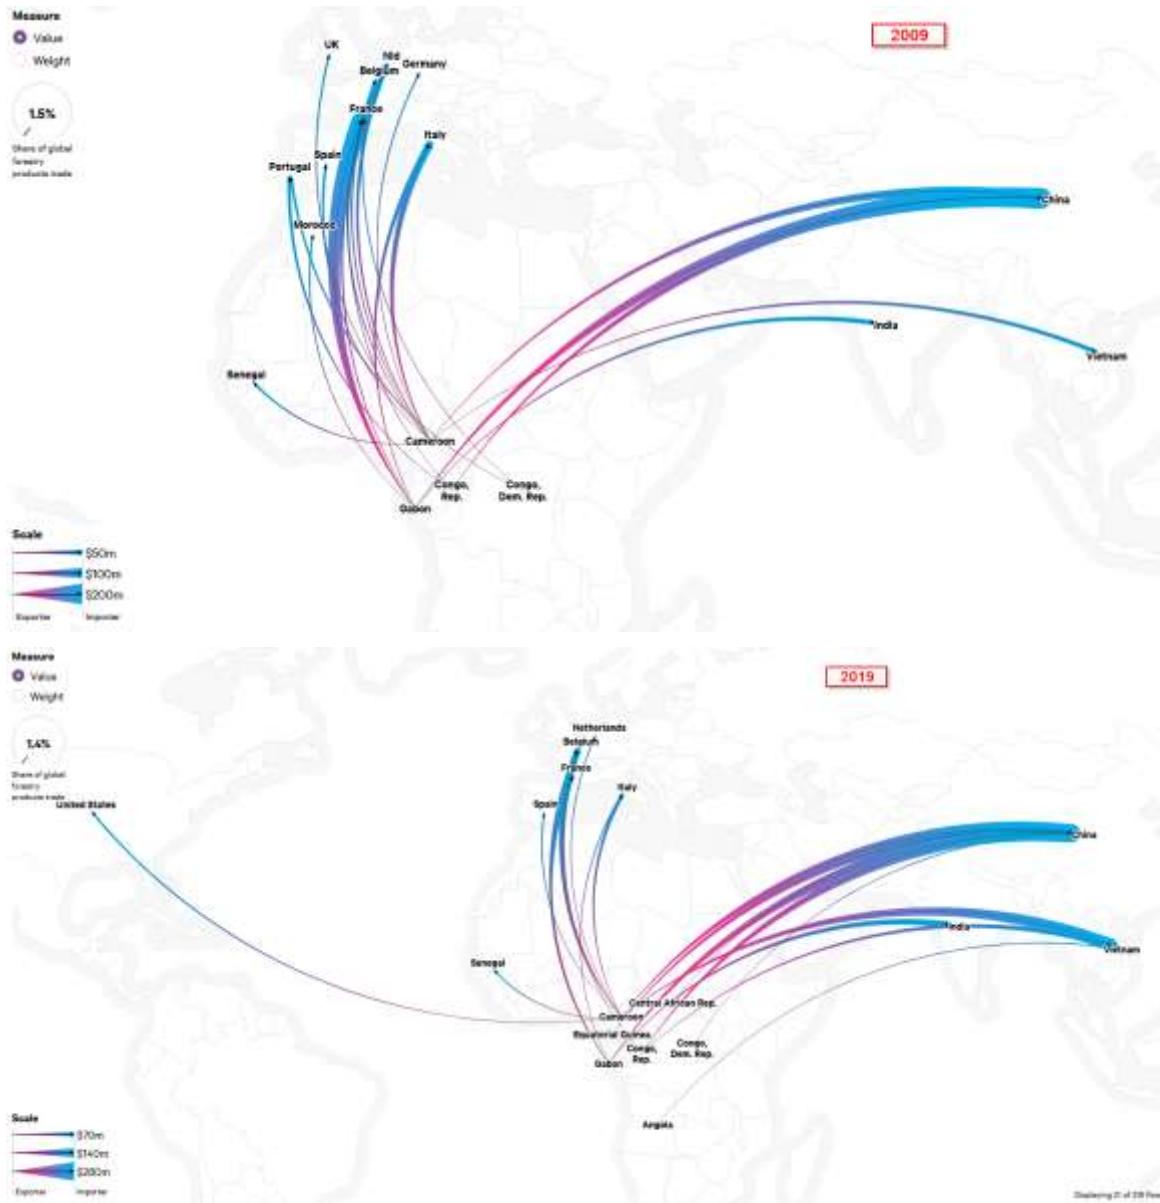 Measure
Value
Weight
1.5%
Share of global
forestry
products trade
2009
UK
Nld
Belgium
Germany
France
Italy
Spain
Portugal
Morocco
China
India
Vietnam
Senegal
Cameroon
Congo,
Rep.
Congo,
Dem. Rep.
Gabon
Scale
$50m
$100m
$200m
Exporter
Importer
Measure
Value
Weight
1.4%
Share of global
forestry
products trade
2019
United States
Netherlands
Belgium
France
Italy
Spain
China
India
Vietnam
Senegal
Central African Rep.
Cameroon
Equatorial Guinea
Congo,
Rep.
Congo,
Dem. Rep.
Gabon
Angola
Scale
$70m
$140m
$280m
Exporter
Importer
Displaying 21 of